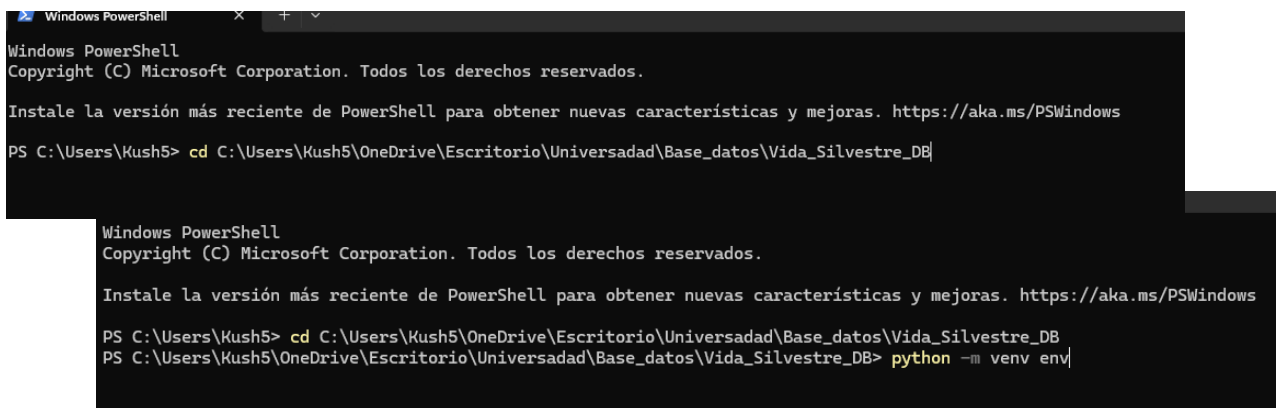 Windows PowerShell
Windows PowerShell
Copyright (C) Microsoft Corporation. Todos los derechos reservados.
Instale la versión más reciente de PowerShell para obtener nuevas características y mejoras. https://aka.ms/PSWindows
PS C:\Users\Kush5> cd C:\Users\Kush5\OneDrive\Escritorio\Universadad\Base_datos\Vida_Silvestre_DB
Windows PowerShell
Copyright (C) Microsoft Corporation. Todos los derechos reservados.
Instale la versión más reciente de PowerShell para obtener nuevas características y mejoras. https://aka.ms/PSWindows
PS C:\Users\Kush5> cd C:\Users\Kush5\OneDrive\Escritorio\Universadad\Base_datos\Vida_Silvestre_DB
PS C:\Users\Kush5\OneDrive\Escritorio\Universadad\Base_datos\Vida_Silvestre_DB> python -m venv env